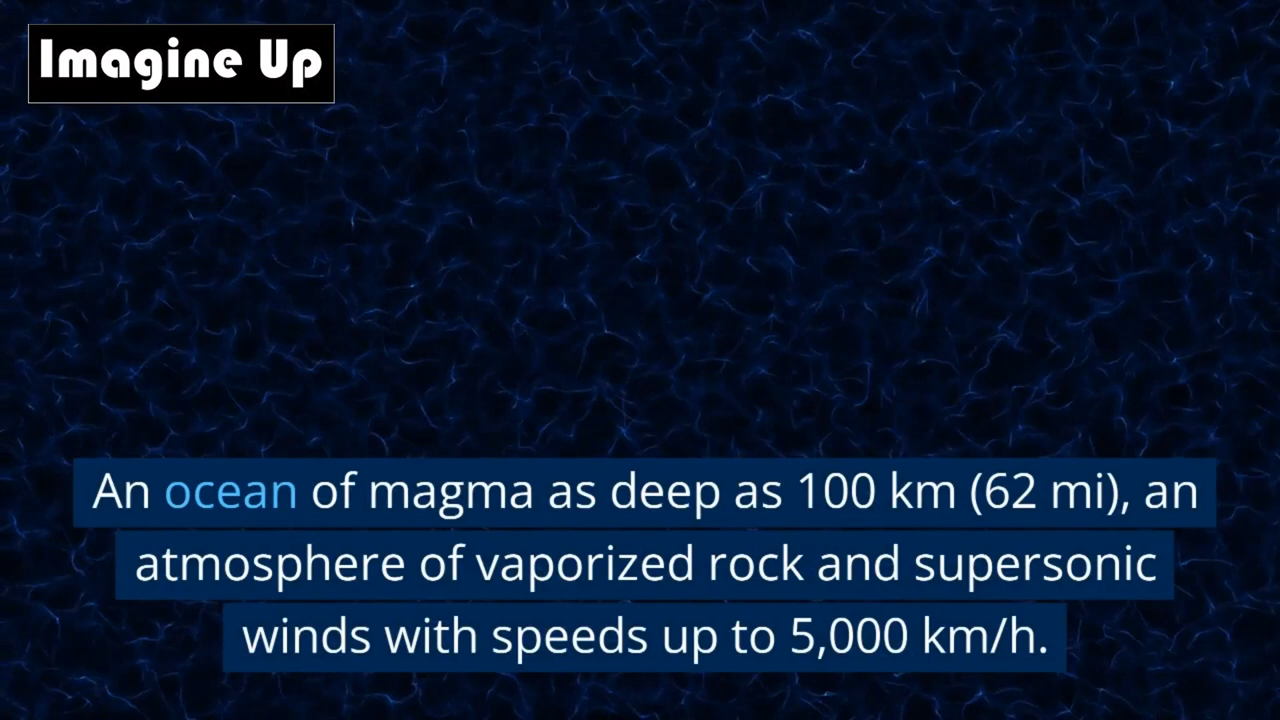 Imagine Up
An ocean of magma as deep as 100 km (62 mi), an
atmosphere of vaporized rock and supersonic
winds with speeds up to 5,000 km/h.